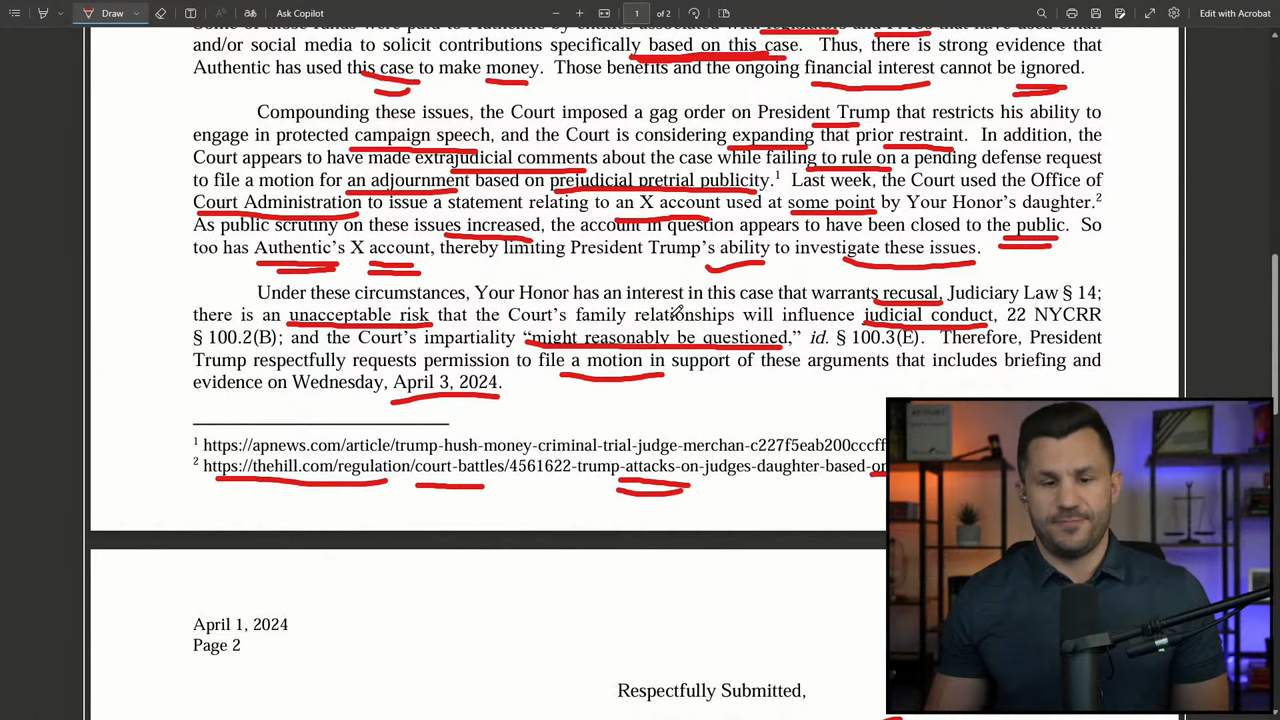 Draw
Ask Copilot
1 of 2
Edit with Acrobat
and/or social media to solicit contributions specifically based on this case. Thus, there is strong evidence
Authentic has used this case to make money. Those benefits and the ongoing financial interest cannot be ignored.
Compounding these issues, the Court imposed a gag order on President Trump that restricts his ability to
engage in protected campaign speech, and the Court is considering expanding that prior restraint. In addition, the
Court appears to have made extrajudicial comments about the case while failing to rule on a pending defense request
to file a motion for an adjournment based on prejudicial pretrial publicity.1 Last week, the Court used the Office of
Court Administration to issue a statement relating to an X account used at some point by Your Honor's daughter.2
As public scrutiny on these issues increased, the account in question appears to have been closed to the public. So
too has Authentic's X account, thereby limiting President Trump's ability to investigate these issues.
Under these circumstances, Your Honor has an interest in this case that warrants recusal, Judiciary Law § 14;
there is an unacceptable risk that the Court's family relationships will influence judicial conduct, 22 NYCRR
§ 100.2(B); and the Court's impartiality “might reasonably be questioned,” id. § 100.3(E). Therefore, President
Trump respectfully requests permission to file a motion in support of these arguments that includes briefing and
evidence on Wednesday, April 3, 2024.
1 https://apnews.com/article/trump-hush-money-criminal-trial-judge-merchan-c227f5eab200cccff
2 https://thehill.com/regulation/court-battles/4561622-trump-attacks-on-judges-daughter-based-on
April 1, 2024
Page 2
Respectfully Submitted,